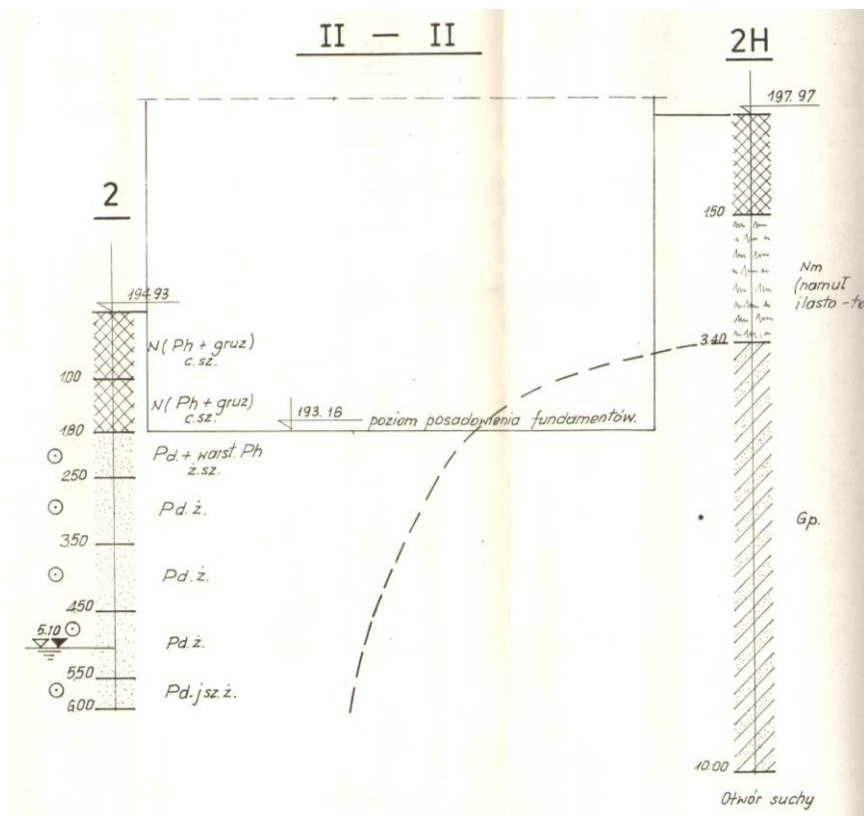 II — II
2H
197.97
2
1.50
Nm
(namuł
ilasto-
194.93
N(Ph + gruz)
c.sz.
3.40
1.00
N(Ph + gruz)
c.sz.
193.16
poziom posadowienia fundamentów.
1.80
Pd. + warst. Ph
ż.sz.
2.50
Pd.ż.
Gp.
3.50
Pd.ż.
4.50
5.10
Pd.ż.
5.50
Pd.jsz.ż.
6.00
10.00
Otwór suchy